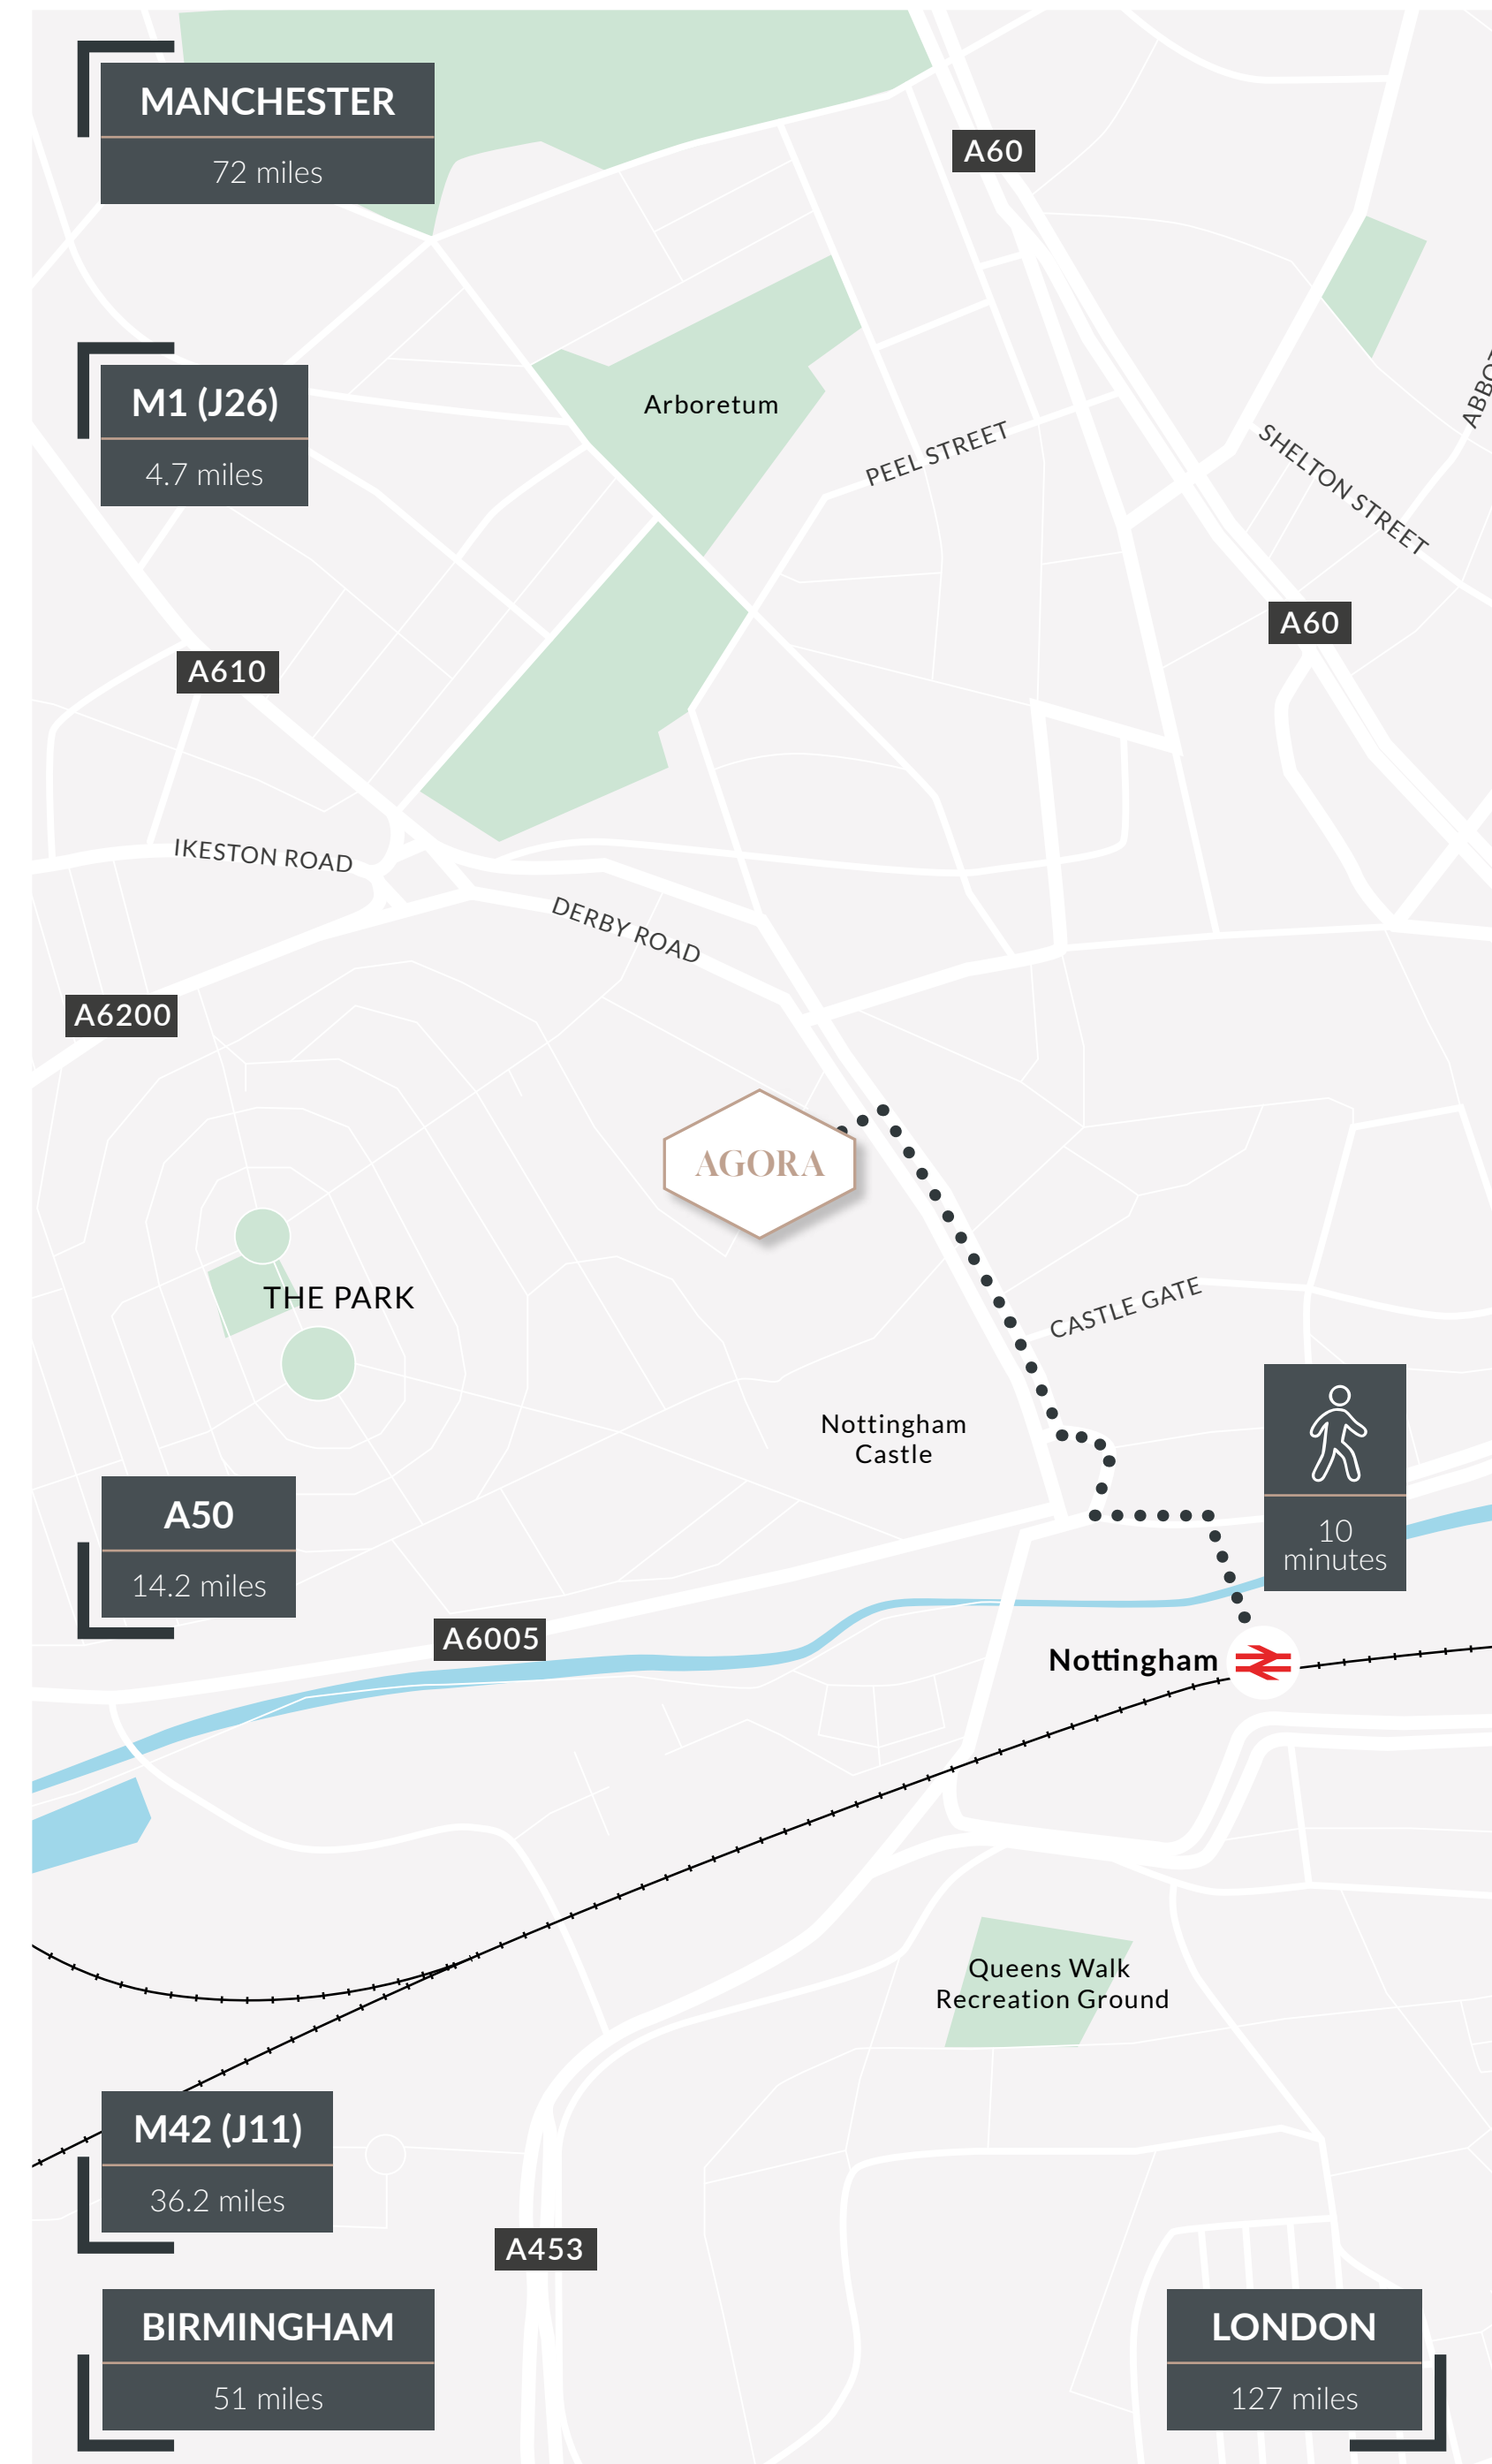 MANCHESTER
72 miles
A60
M1 (J26)
4.7 miles
Arboretum
PEEL STREET
SHELTON STREET
A60
A610
IKESTON ROAD
DERBY ROAD
A6200
AGORA
THE PARK
CASTLE GATE
Nottingham
Castle
10
minutes
A50
14.2 miles
A6005
Nottingham
Queens Walk
Recreation Ground
M42 (J11)
36.2 miles
A453
BIRMINGHAM
51 miles
LONDON
127 miles